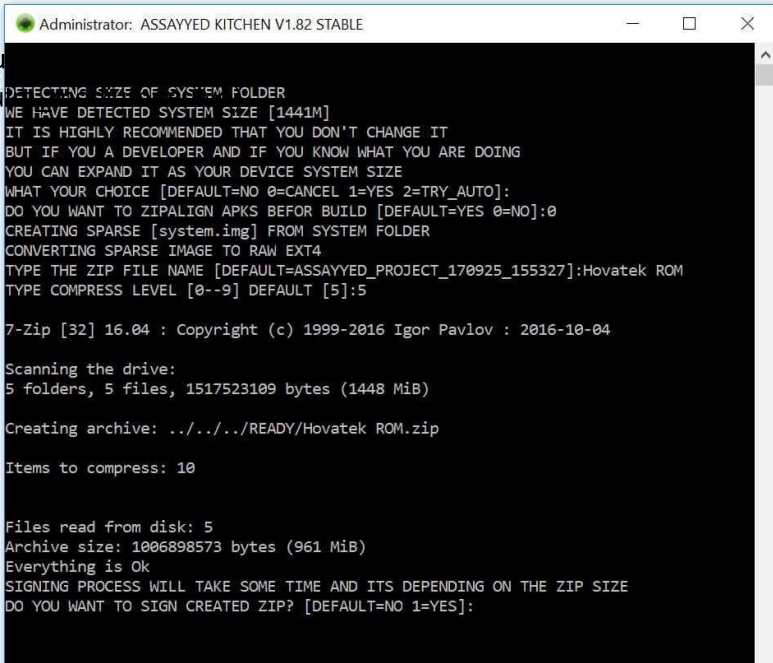 Administrator: ASSAYYED KITCHEN V1.82 STABLE
DETECTING SIZE OF SYSTEM FOLDER
WE HAVE DETECTED SYSTEM SIZE [1441M]
IT IS HIGHLY RECOMMENDED THAT YOU DON'T CHANGE IT
BUT IF YOU A DEVELOPER AND IF YOU KNOW WHAT YOU ARE DOING
YOU CAN EXPAND IT AS YOUR DEVICE SYSTEM SIZE
WHAT YOUR CHOICE [DEFAULT=NO 0=CANCEL 1=YES 2=TRY_AUTO]:
DO YOU WANT TO ZIPALIGN APKS BEFOR BUILD [DEFAULT=YES 0=NO]:0
CREATING SPARSE [system.img] FROM SYSTEM FOLDER
CONVERTING SPARSE IMAGE TO RAW EXT4
TYPE THE ZIP FILE NAME [DEFAULT=ASSAYYED_PROJECT_170925_155327]:Hovatek ROM
TYPE COMPRESS LEVEL [0--9] DEFAULT [5]:5
7-Zip [32] 16.04 : Copyright (c) 1999-2016 Igor Pavlov : 2016-10-04
Scanning the drive:
5 folders, 5 files, 1517523109 bytes (1448 MiB)
Creating archive: ../../../READY/Hovatek ROM.zip
Items to compress: 10
Files read from disk: 5
Archive size: 1006898573 bytes (961 MiB)
Everything is Ok
SIGNING PROCESS WILL TAKE SOME TIME AND ITS DEPENDING ON THE ZIP SIZE
DO YOU WANT TO SIGN CREATED ZIP? [DEFAULT=NO 1=YES]: